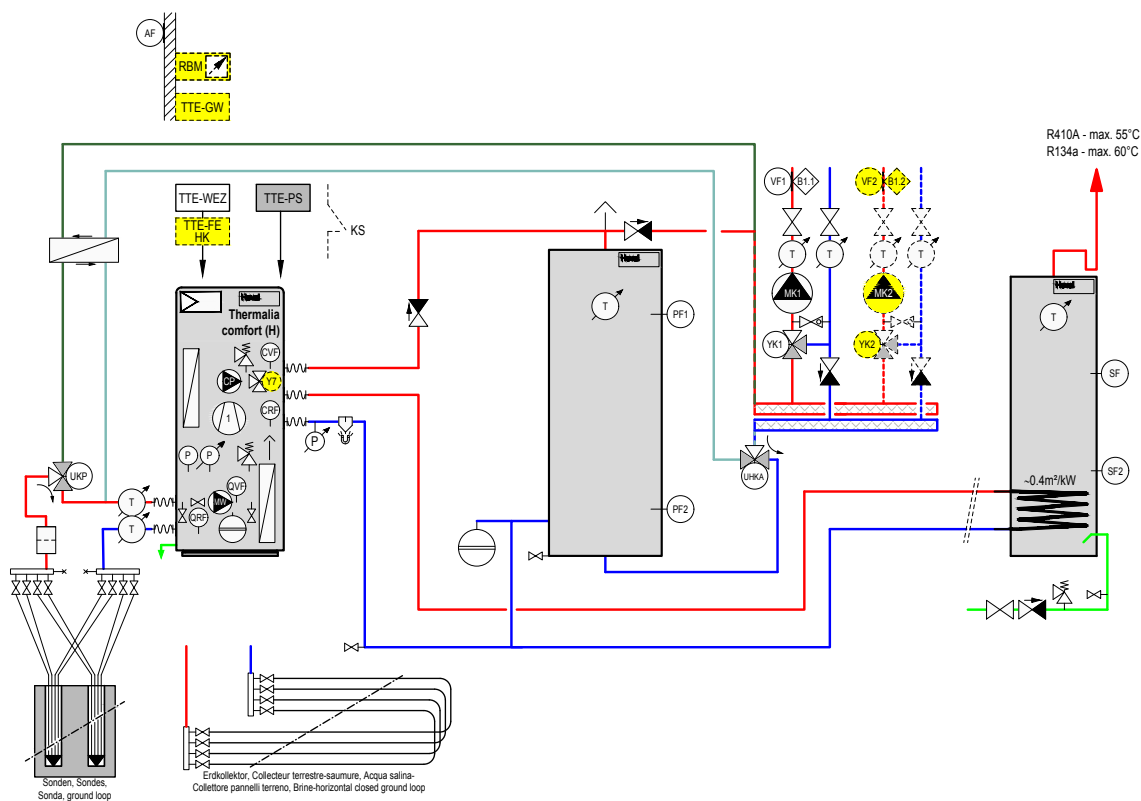 AF
RBM
TTE-GW
R410A - max. 55°C
R134a - max. 60°C
TTE-WEZ
TTE-PS
TTE-FE
HK
KS
VF1
B1.1
VF2
B1.2
T
T
T
T
MK1
MK2
YK1
YK2
Thermalia
comfort (H)
CVF
CP
Y7
CRF
1
P
P
P
QVF
MW
QRF
T
PF1
PF2
T
SF
SF2
~0.4m²/kW
UKP
T
T
UHKA
Sonden, Sondes,
Sonda, ground loop
Erdkollektor, Collecteur terrestre-saumure, Acqua salina-
Collettore pannelli terreno, Brine-horizontal closed ground loop